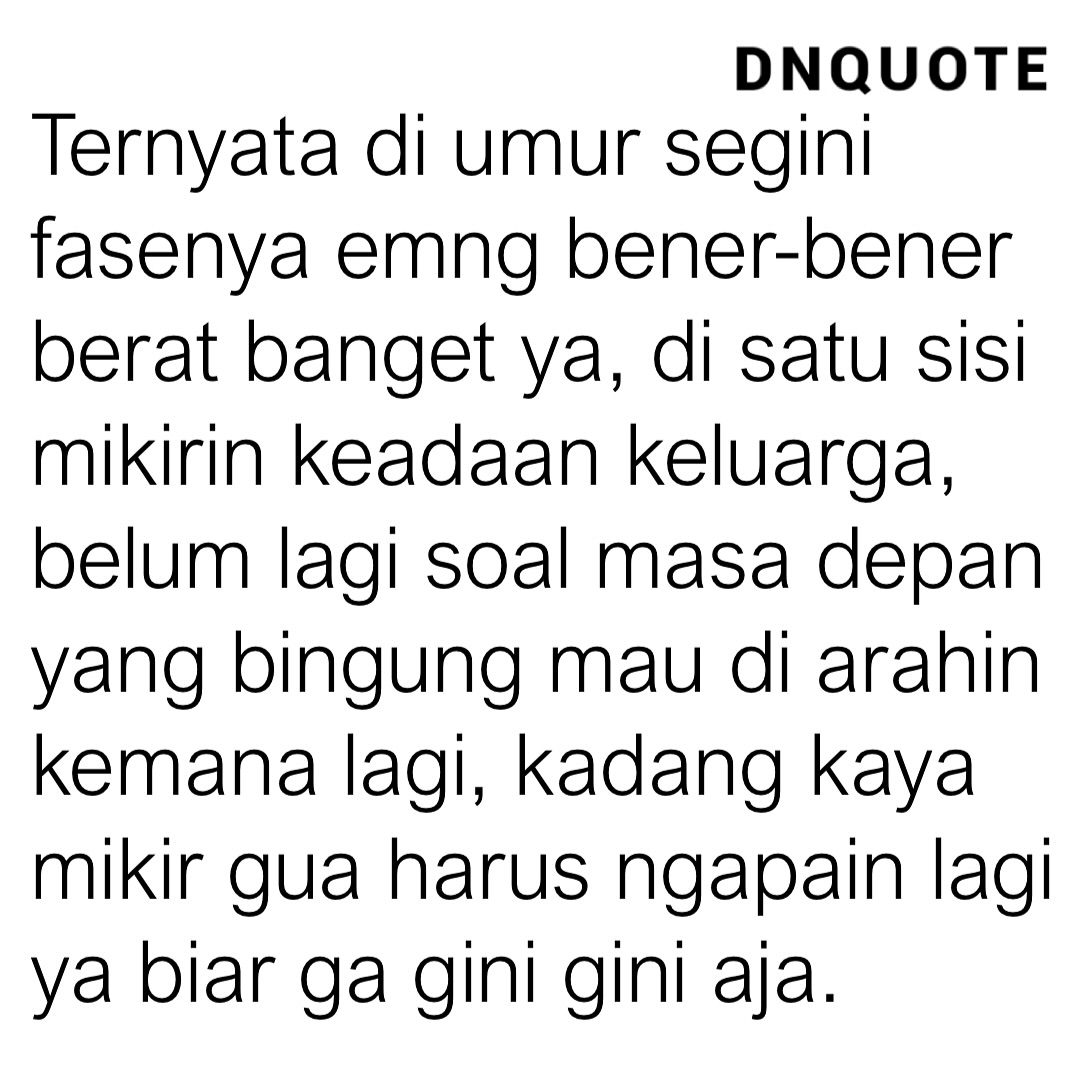 DNQUOTE
Ternyata di umur segini
fasenya emng bener-bener
berat banget ya, di satu sisi
mikirin keadaan keluarga,
belum lagi soal masa depan
yang bingung mau di arahin
kemana lagi, kadang kaya
mikir gua harus ngapain lagi
ya biar ga gini gini aja.